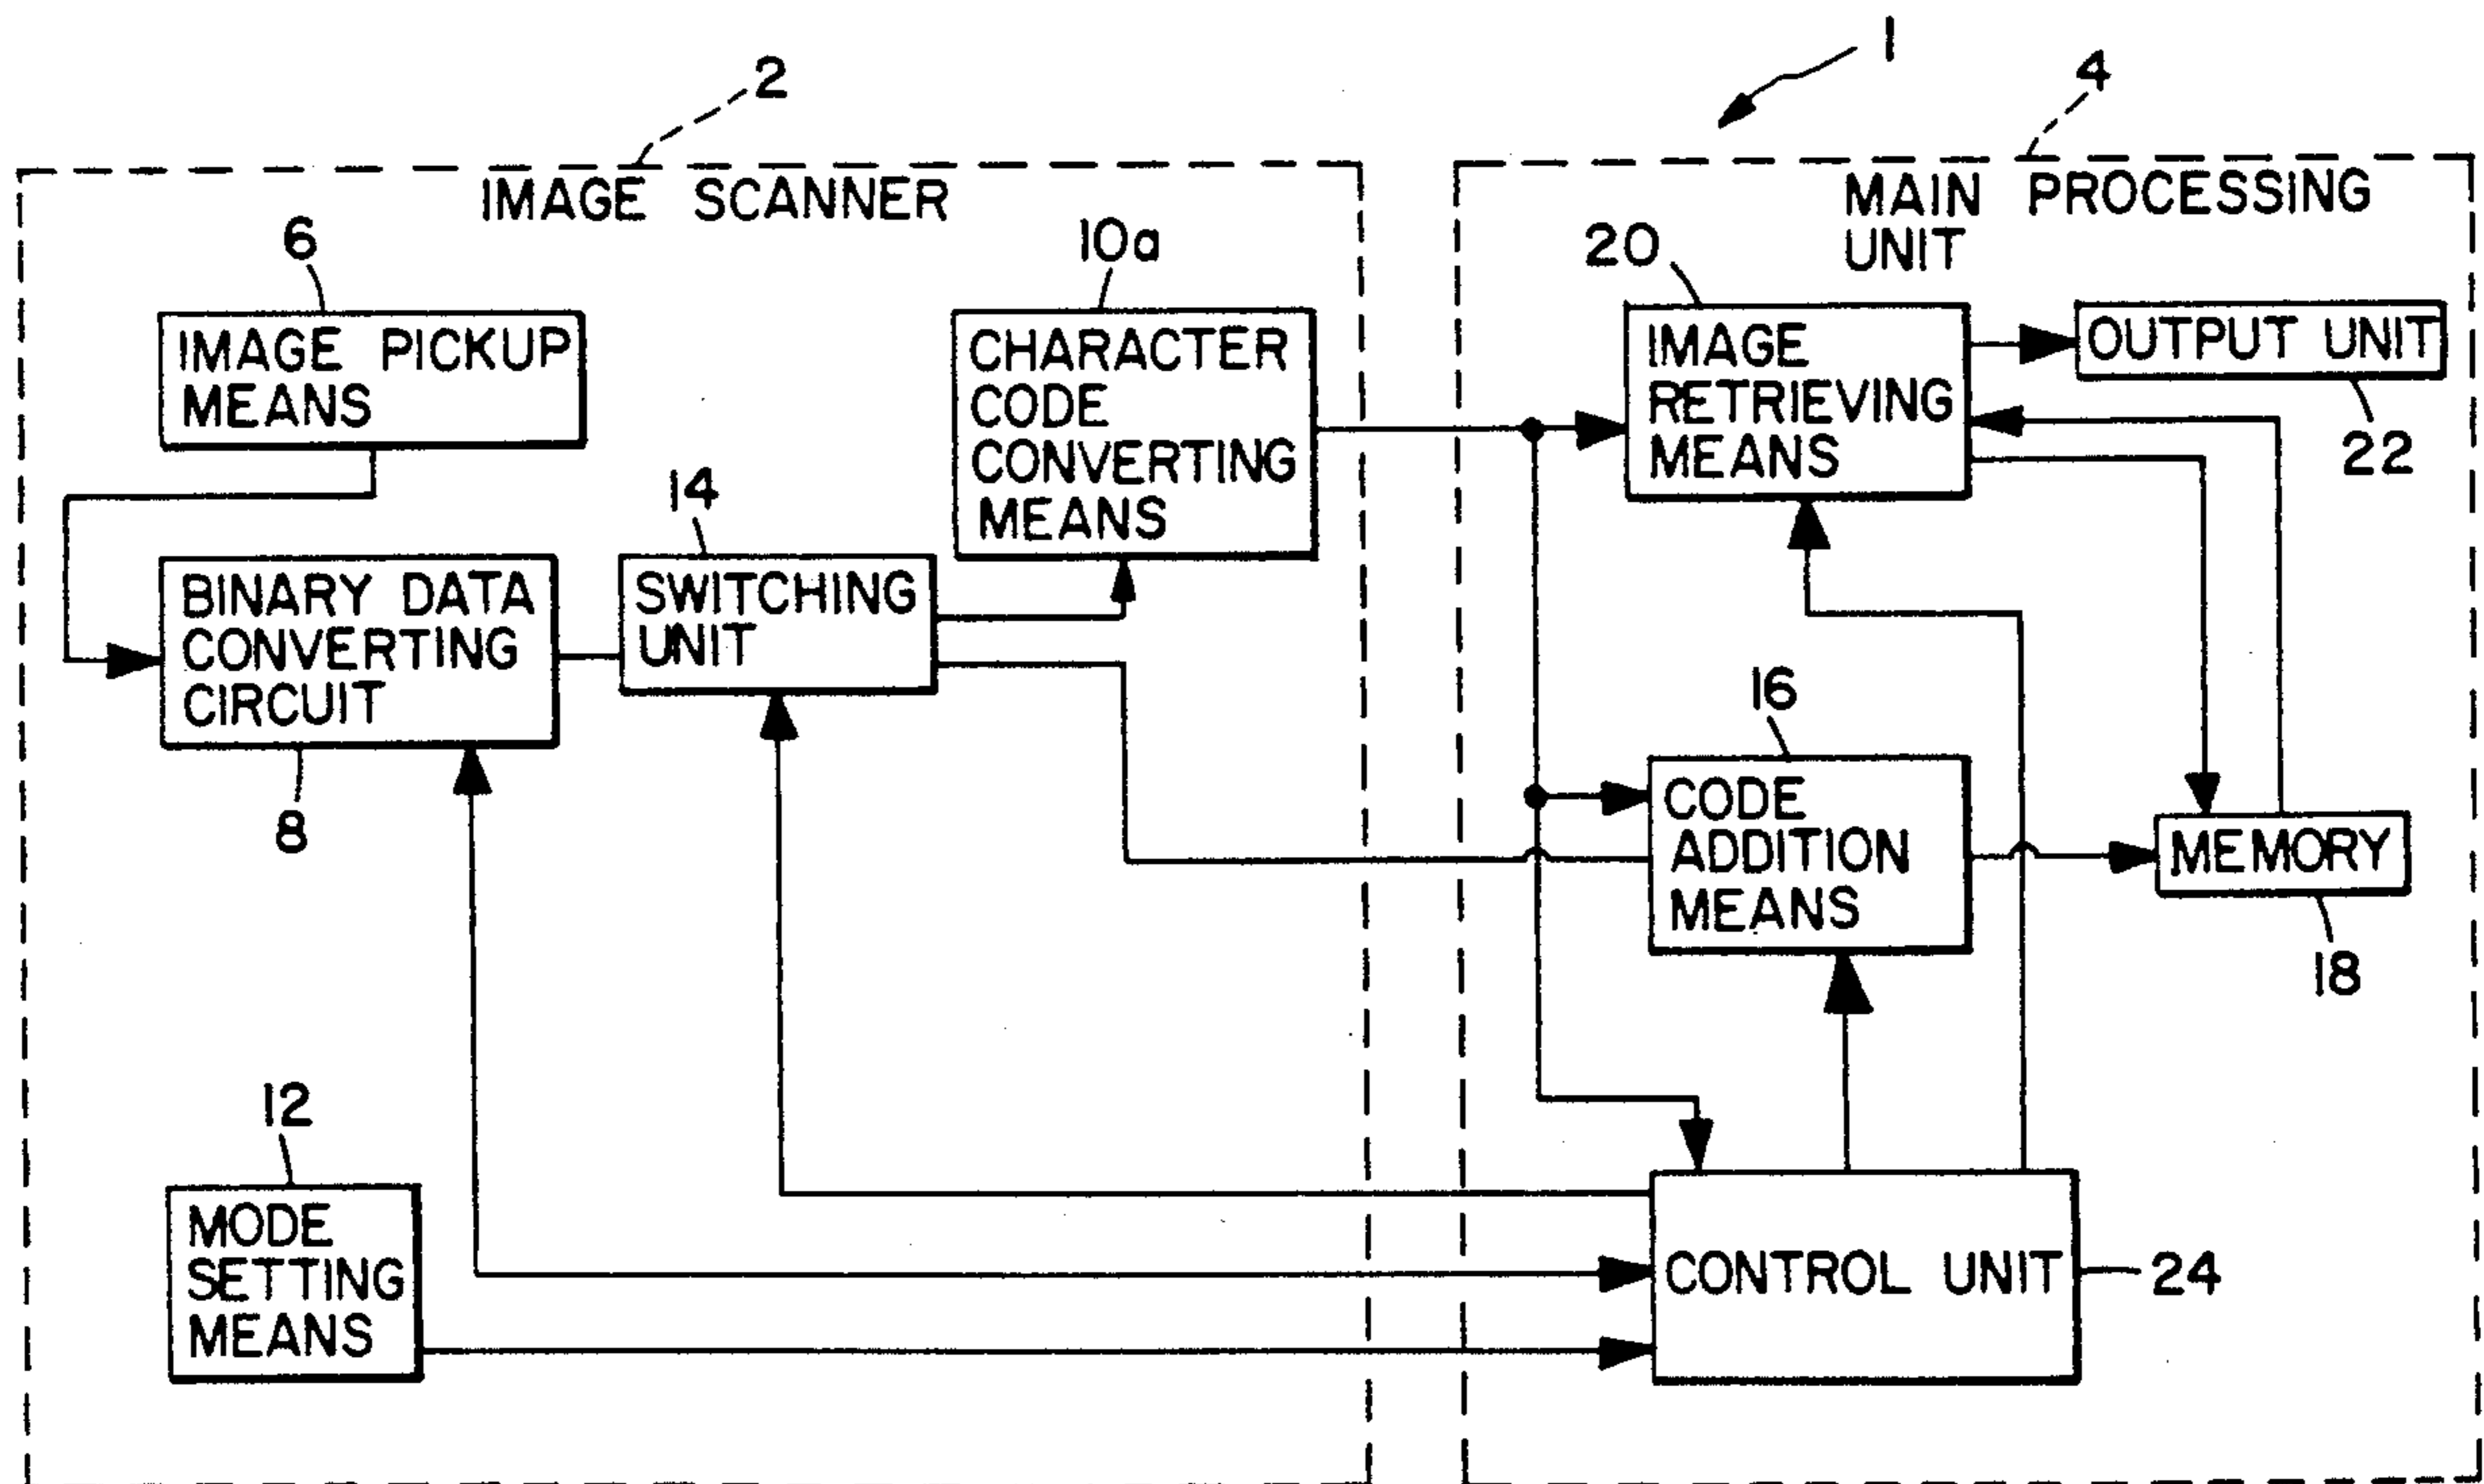 1
2
4
IMAGE SCANNER
MAIN PROCESSING
UNIT
6
10a
20
IMAGE PICKUP
MEANS
CHARACTER
CODE
CONVERTING
MEANS
IMAGE
RETRIEVING
MEANS
OUTPUT UNIT
22
14
BINARY DATA
CONVERTING
CIRCUIT
8
SWITCHING
UNIT
16
CODE
ADDITION
MEANS
MEMORY
18
12
MODE
SETTING
MEANS
CONTROL UNIT
24